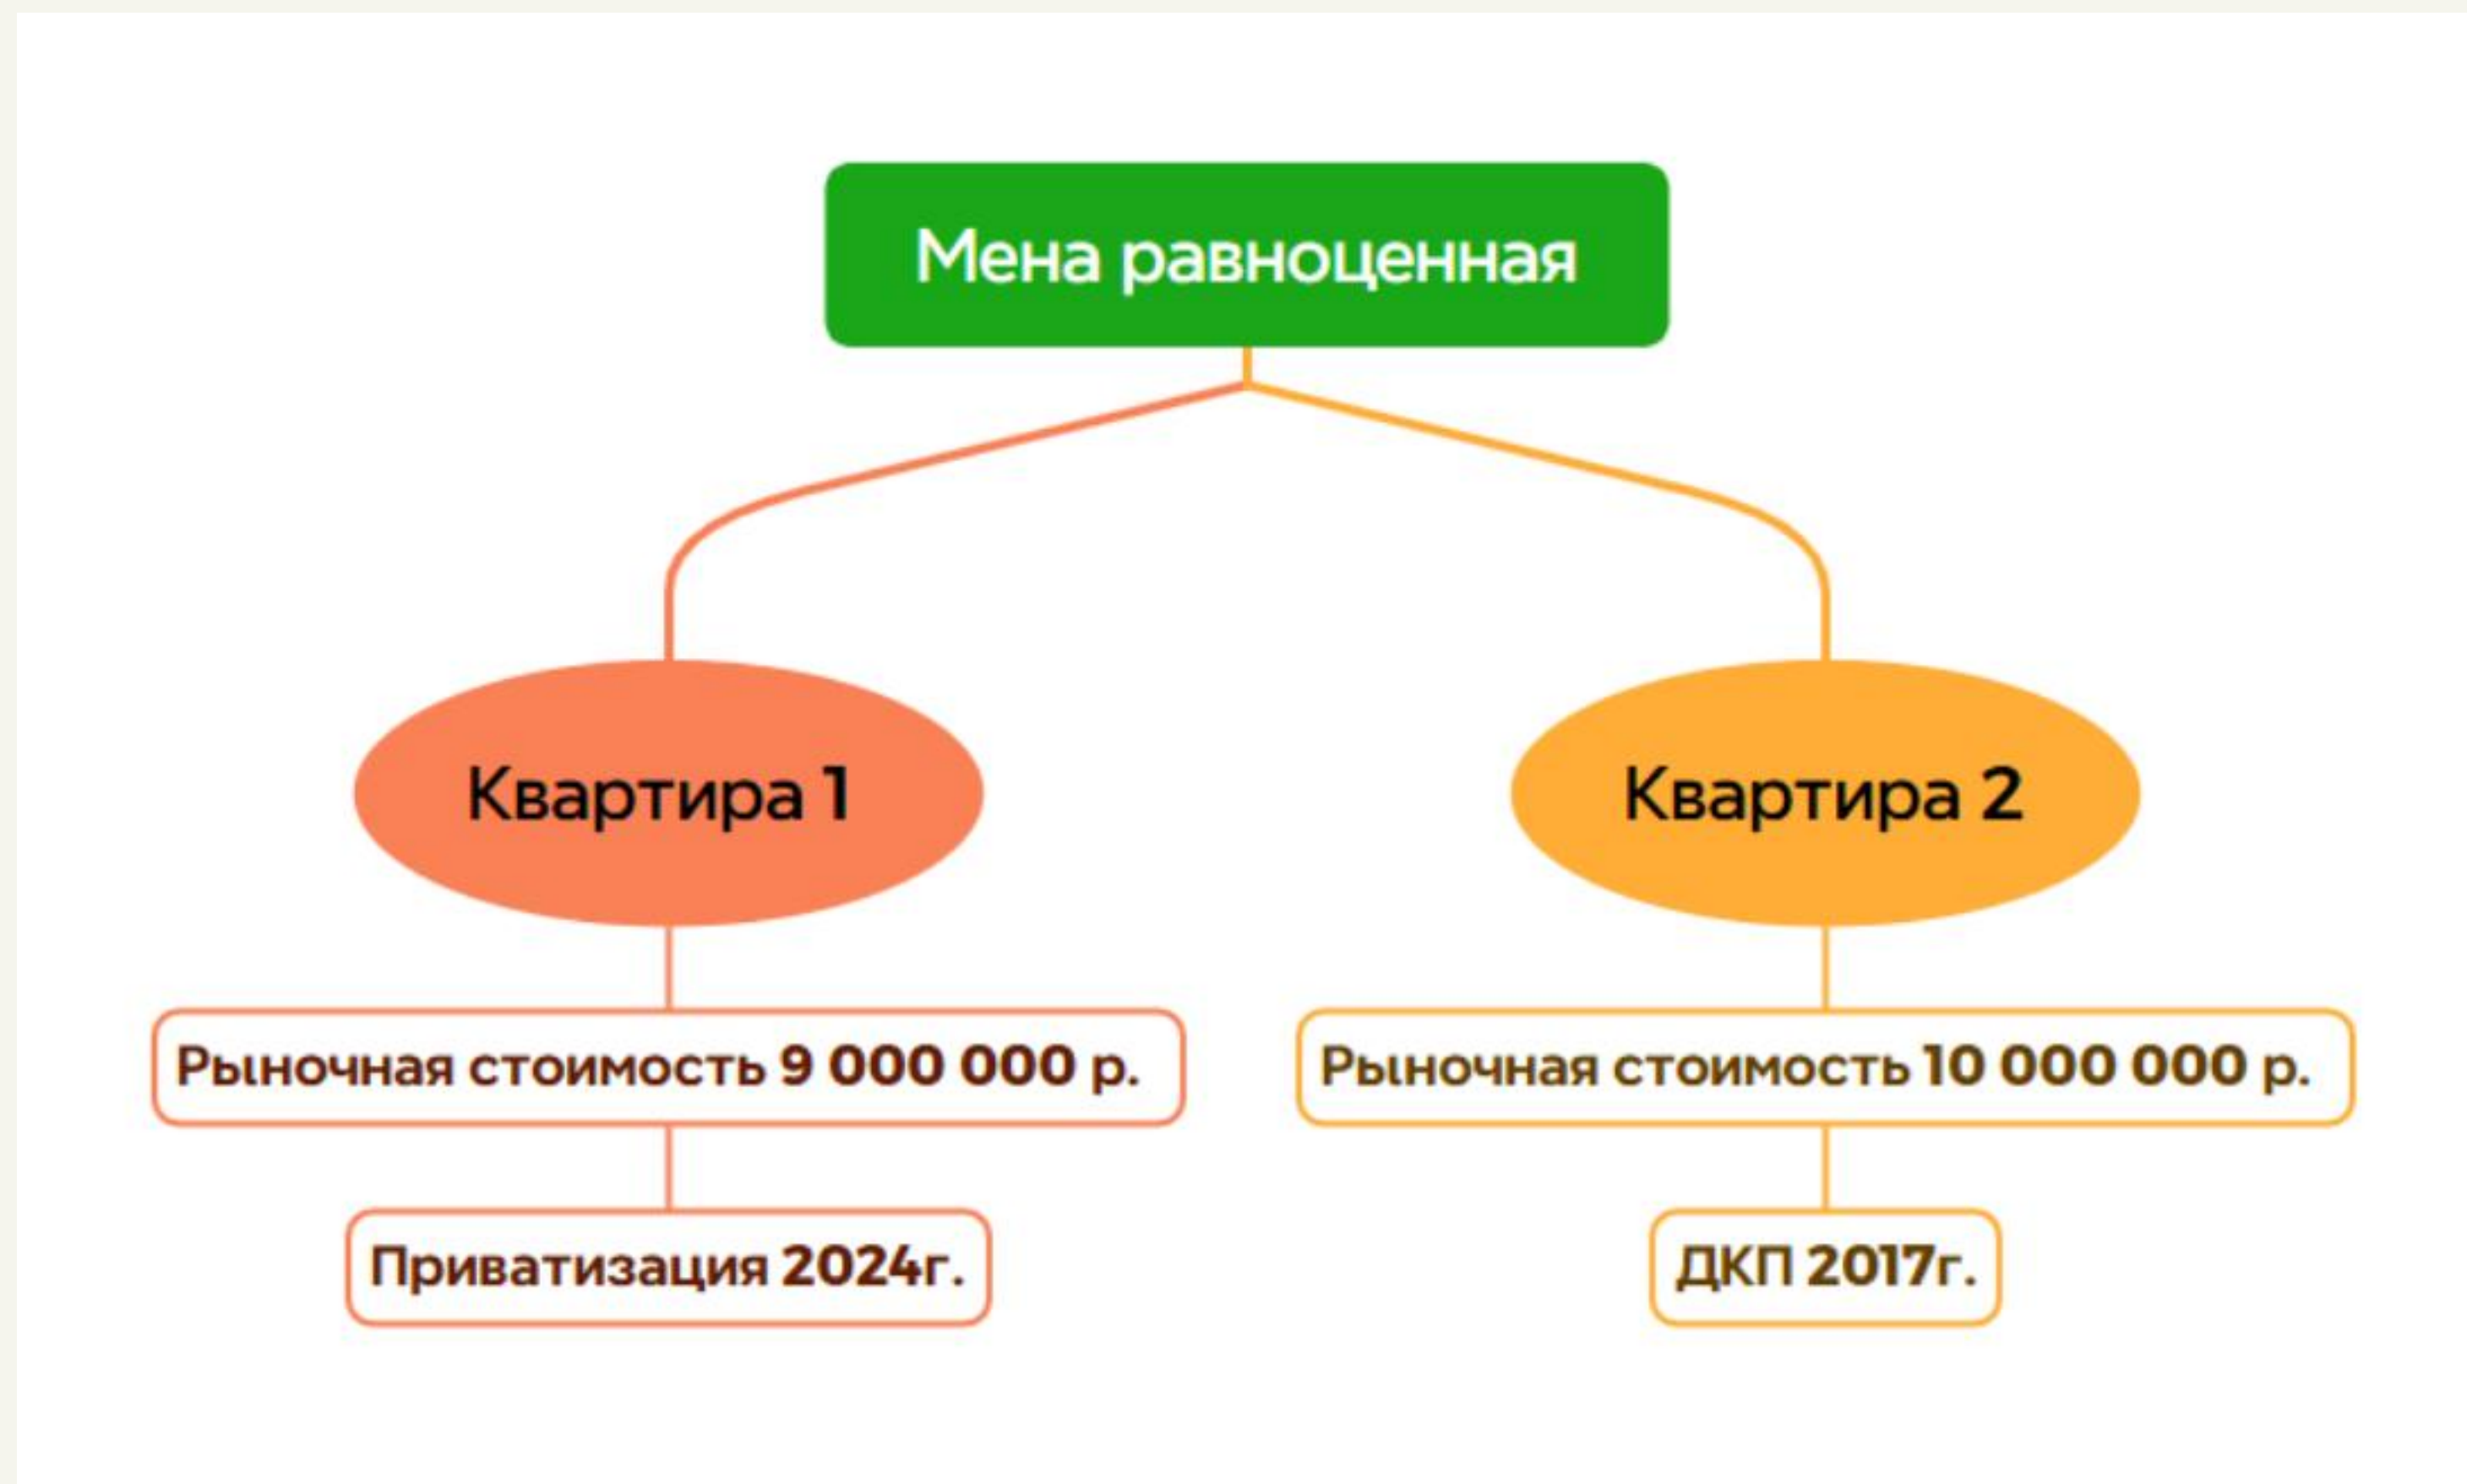 Мена равноценная
Квартира 1
Квартира 2
Рыночная стоимость 9 000 000 р.
Рыночная стоимость 10 000 000 р.
Приватизация 2024г.
ДКП 2017г.